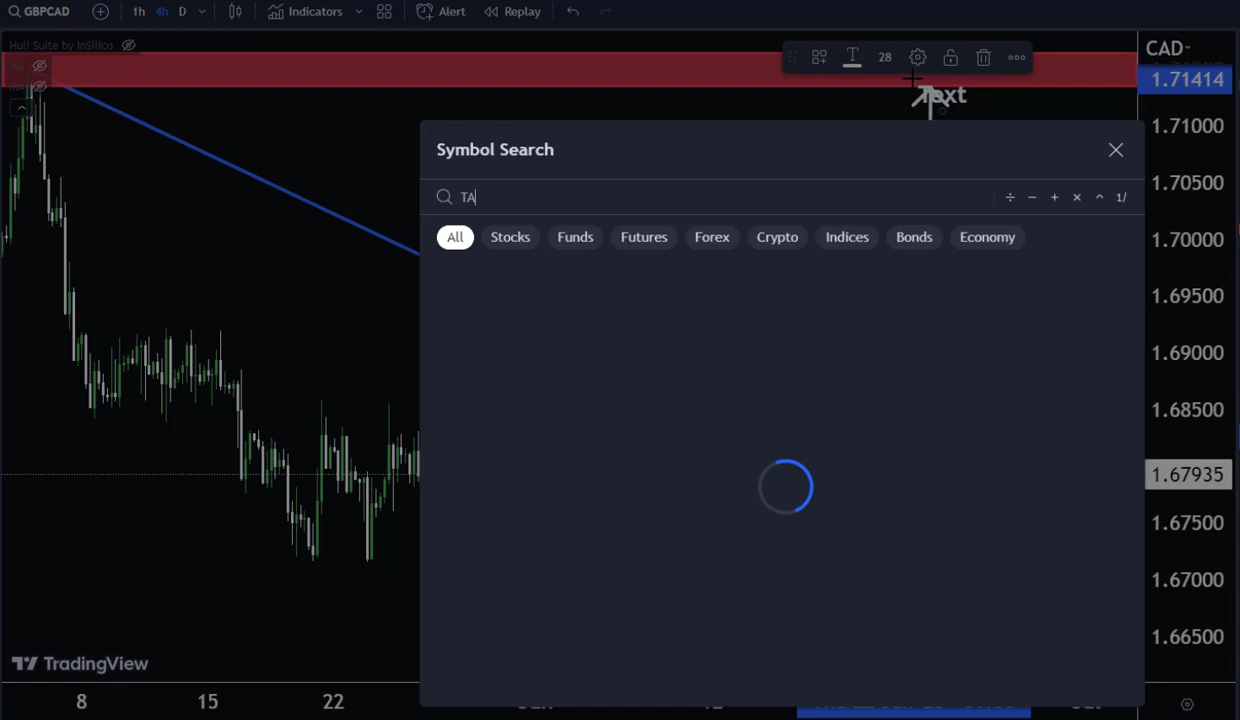 GBPCAD 1h 4h D Indicators Alert Replay
Hull Suite by InSilico
28
CAD
1.71414
Text
1.71000
Symbol Search
1.70500
TA
÷ − + × ^ 1/
All Stocks Funds Futures Forex Crypto Indices Bonds Economy
1.70000
1.69500
1.69000
1.68500
1.67935
1.67500
1.67000
1.66500
TradingView
8 15 22